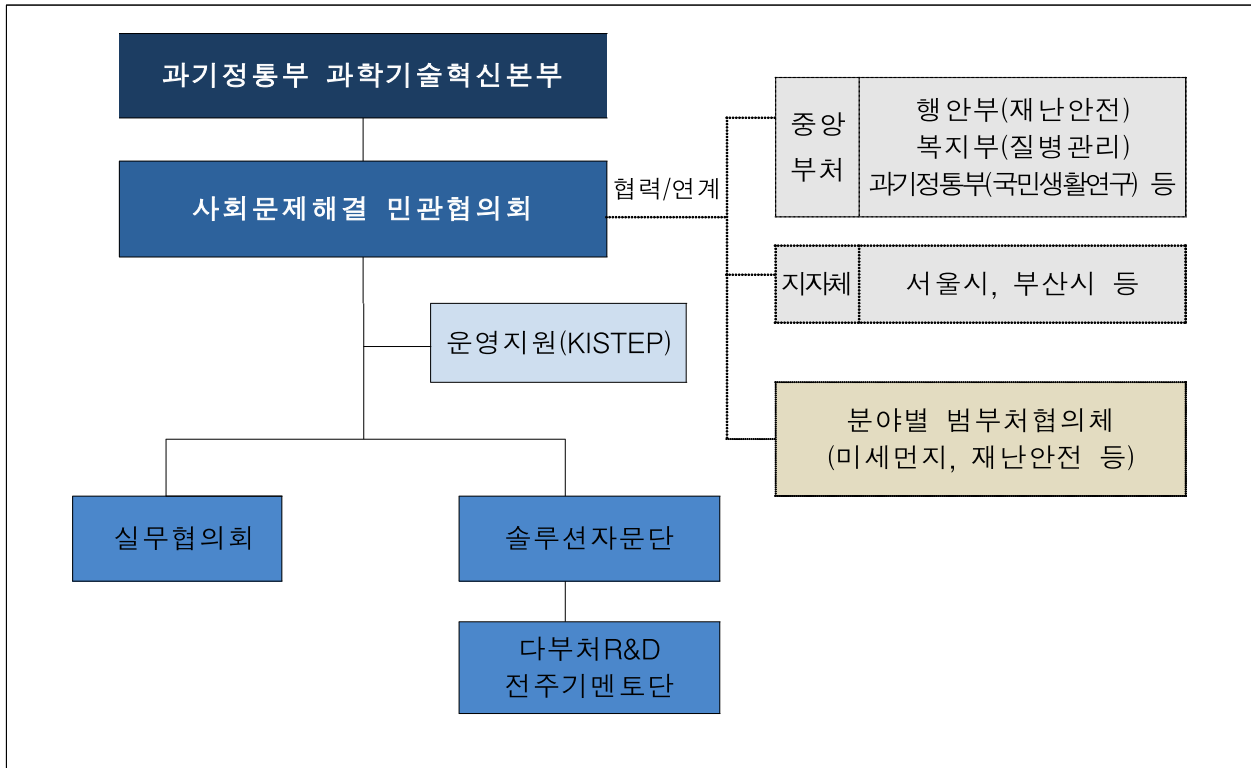 과기정통부 과학기술혁신본부
사회문제해결 민관협의회
협력/연계
중앙
부처
행안부(재난안전)
복지부(질병관리)
과기정통부(국민생활연구) 등
지자체
서울시, 부산시 등
운영지원(KISTEP)
분야별 범부처협의체
(미세먼지, 재난안전 등)
실무협의회
솔루션자문단
다부처R&D
전주기멘토단